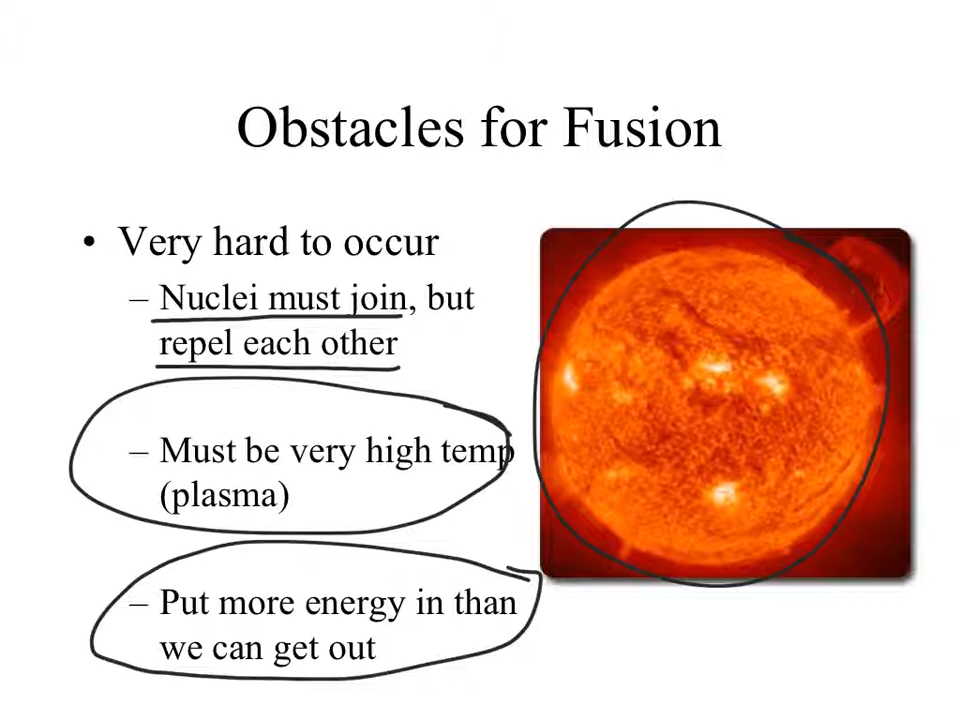 Obstacles for Fusion
• Very hard to occur
– Nuclei must join, but
repel each other
– Must be very high temp
(plasma)
– Put more energy in than
we can get out